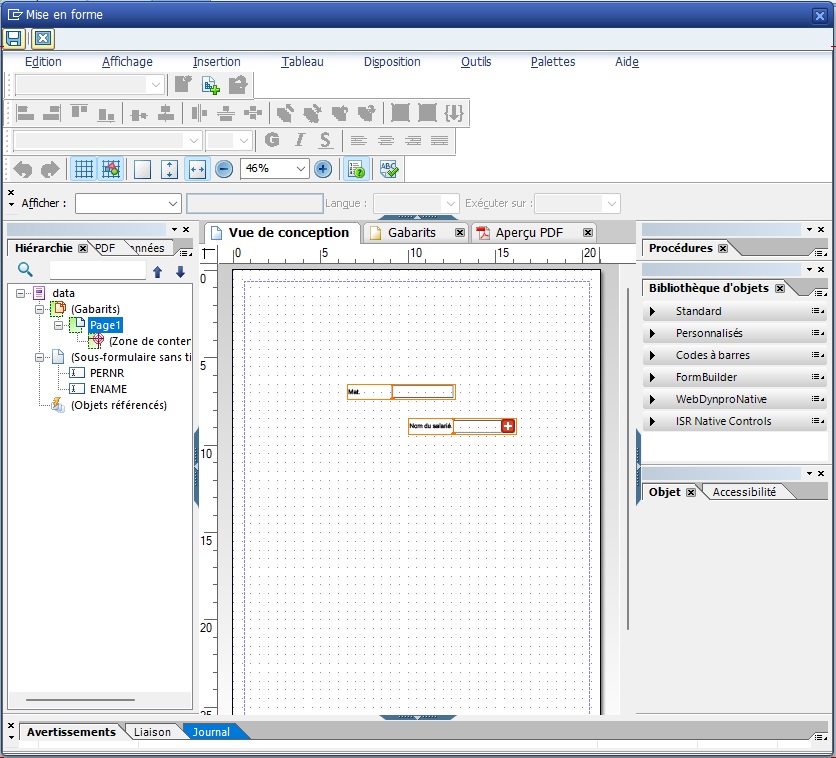 Mise en forme
Edition Affichage Insertion Tableau Disposition Outils Palettes Aide
G I S
46% ABC
Afficher : Langue : Exécuter sur :
Hiérarchie PDF onnées
Vue de conception Gabarits Aperçu PDF
0 5 10 15 20
0
5
10
15
20
25
data
(Gabarits)
Page1
(Zone de conten
(Sous-formulaire sans ti
PERNR
ENAME
(Objets référencés)
Mat.
Nom du salarié
Procédures
Bibliothèque d'objets
Standard
Personnalisés
Codes à barres
FormBuilder
WebDynproNative
ISR Native Controls
Objet Accessibilité
Avertissements Liaison Journal